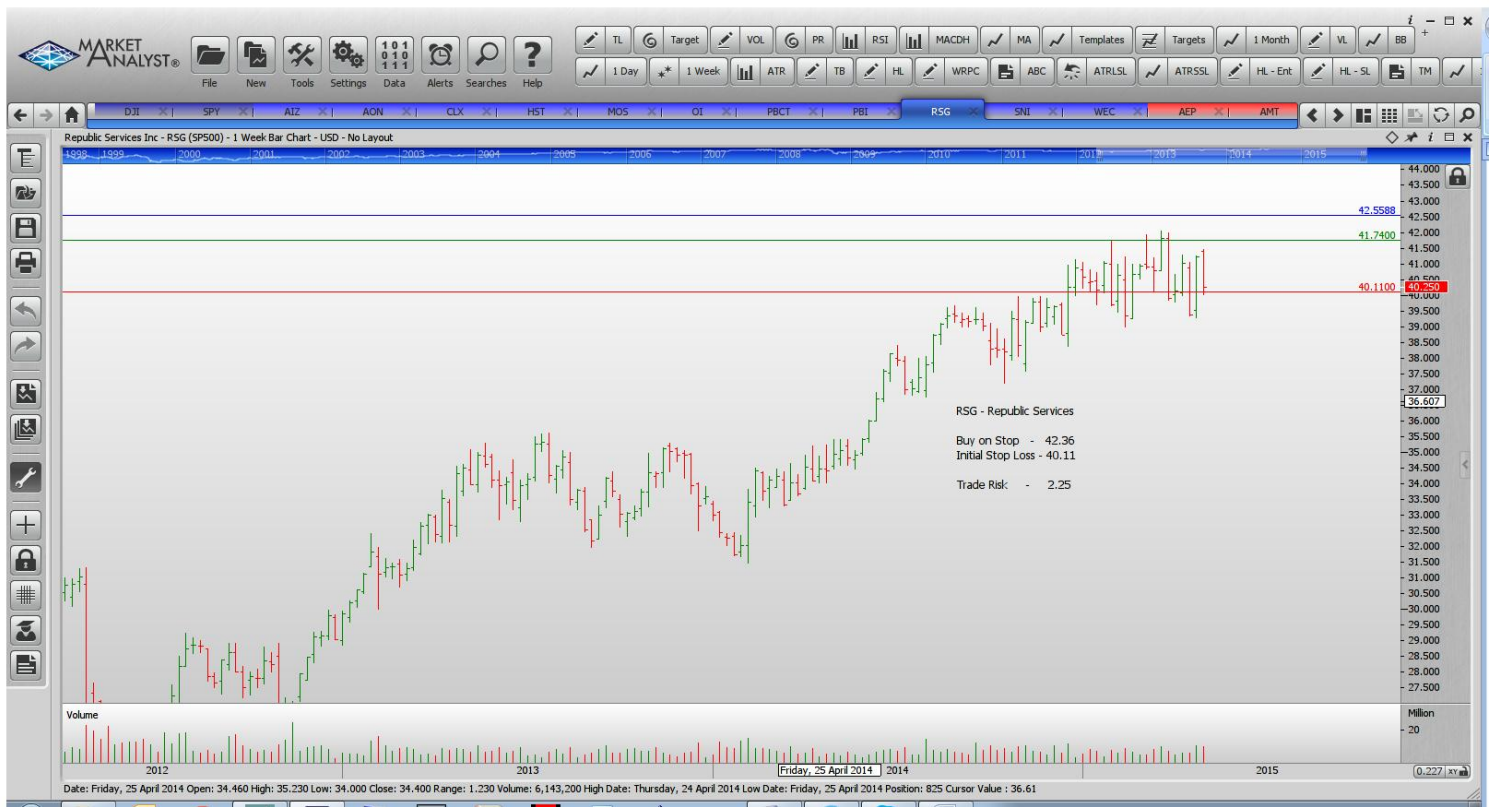 MARKET
ANALYST®
File New Tools Settings Data Alerts Searches Help
TL Target VOL PR RSI MACDH MA Templates Targets 1 Month VL BB
1 Day 1 Week ATR TB HL WRPC ABC ATRLSL ATRSSL HL - Ent HL - SL TM
DJI SPY AIZ AON CLX HST MOS OI PBCT PBI RSG SNI WEC AEP AMT
Republic Services Inc - RSG (SP500) - 1 Week Bar Chart - USD - No Layout
1998 1999 2000 2001 2002 2003 2004 2005 2006 2007 2008 2009 2010 2011 2012 2013 2014 2015
44.000
43.500
43.000
42.5588
42.500
42.000
41.7400
41.500
41.000
40.500
40.1100
40.250
40.000
39.500
39.000
38.500
38.000
37.500
37.000
36.607
36.000
35.500
35.000
34.500
34.000
33.500
33.000
32.500
32.000
31.500
31.000
30.500
30.000
29.500
29.000
28.500
28.000
27.500
RSG - Republic Services
Buy on Stop - 42.36
Initial Stop Loss - 40.11
Trade Risk - 2.25
Volume
Million
20
2012 2013 Friday, 25 April 2014 2014 2015 0.227 XY
Date: Friday, 25 April 2014 Open: 34.460 High: 35.230 Low: 34.000 Close: 34.400 Range: 1.230 Volume: 6,143,200 High Date: Thursday, 24 April 2014 Low Date: Friday, 25 April 2014 Position: 825 Cursor Value : 36.61